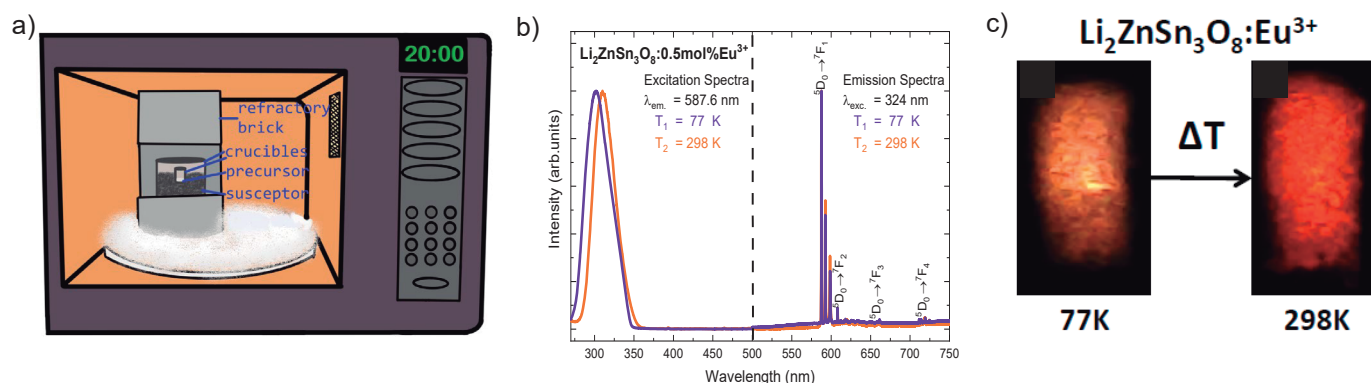 a)
20:00
refractory
brick
crucibles
precursor
susceptor
b)
Li₂ZnSn₃O₈:0.5mol%Eu³⁺
Excitation Spectra
λem. = 587.6 nm
T₁ = 77 K
T₂ = 298 K
Emission Spectra
λexc. = 324 nm
T₁ = 77 K
T₂ = 298 K
⁵D₀→⁷F₁
⁵D₀→⁷F₂
⁵D₀→⁷F₃
⁵D₀→⁷F₄
Intensity (arb.units)
300 350 400 450 500 550 600 650 700 750
Wavelength (nm)
c)
Li₂ZnSn₃O₈:Eu³⁺
ΔT
77K
298K